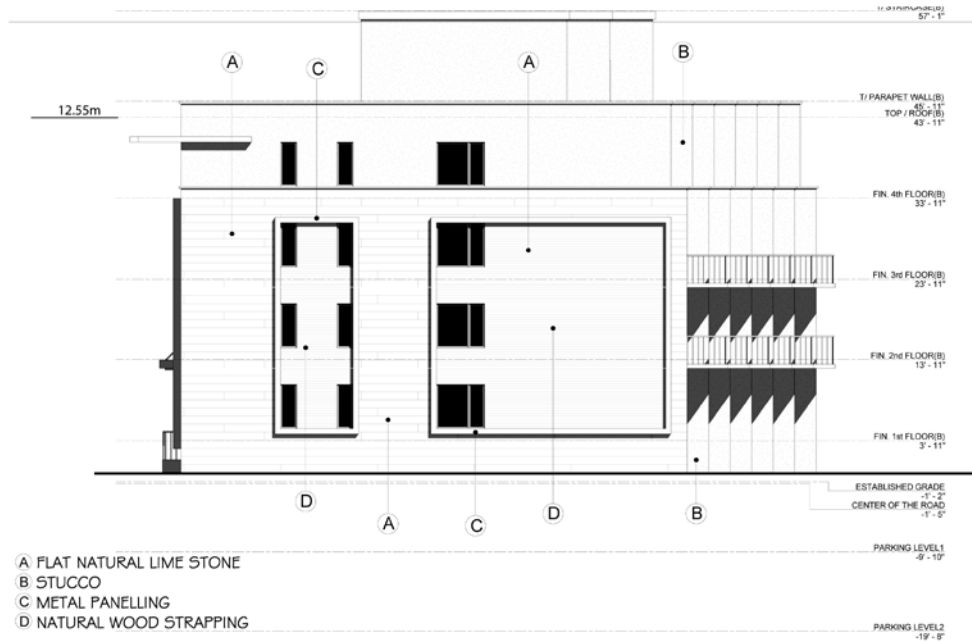 T/ STAIRCASE(B)
57' - 1"
A
C
A
B
T/ PARAPET WALL(B)
45' - 11"
12.55m
TOP / ROOF(B)
43' - 11"
FIN. 4th FLOOR(B)
33' - 11"
FIN. 3rd FLOOR(B)
23' - 11"
FIN. 2nd FLOOR(B)
13' - 11"
FIN. 1st FLOOR(B)
3' - 11"
ESTABLISHED GRADE
-1' - 2"
CENTER OF THE ROAD
-1' - 5"
D
A
C
D
B
PARKING LEVEL1
-9' - 10"
A FLAT NATURAL LIME STONE
B STUCCO
C METAL PANELLING
D NATURAL WOOD STRAPPING
PARKING LEVEL2
-19' - 8"